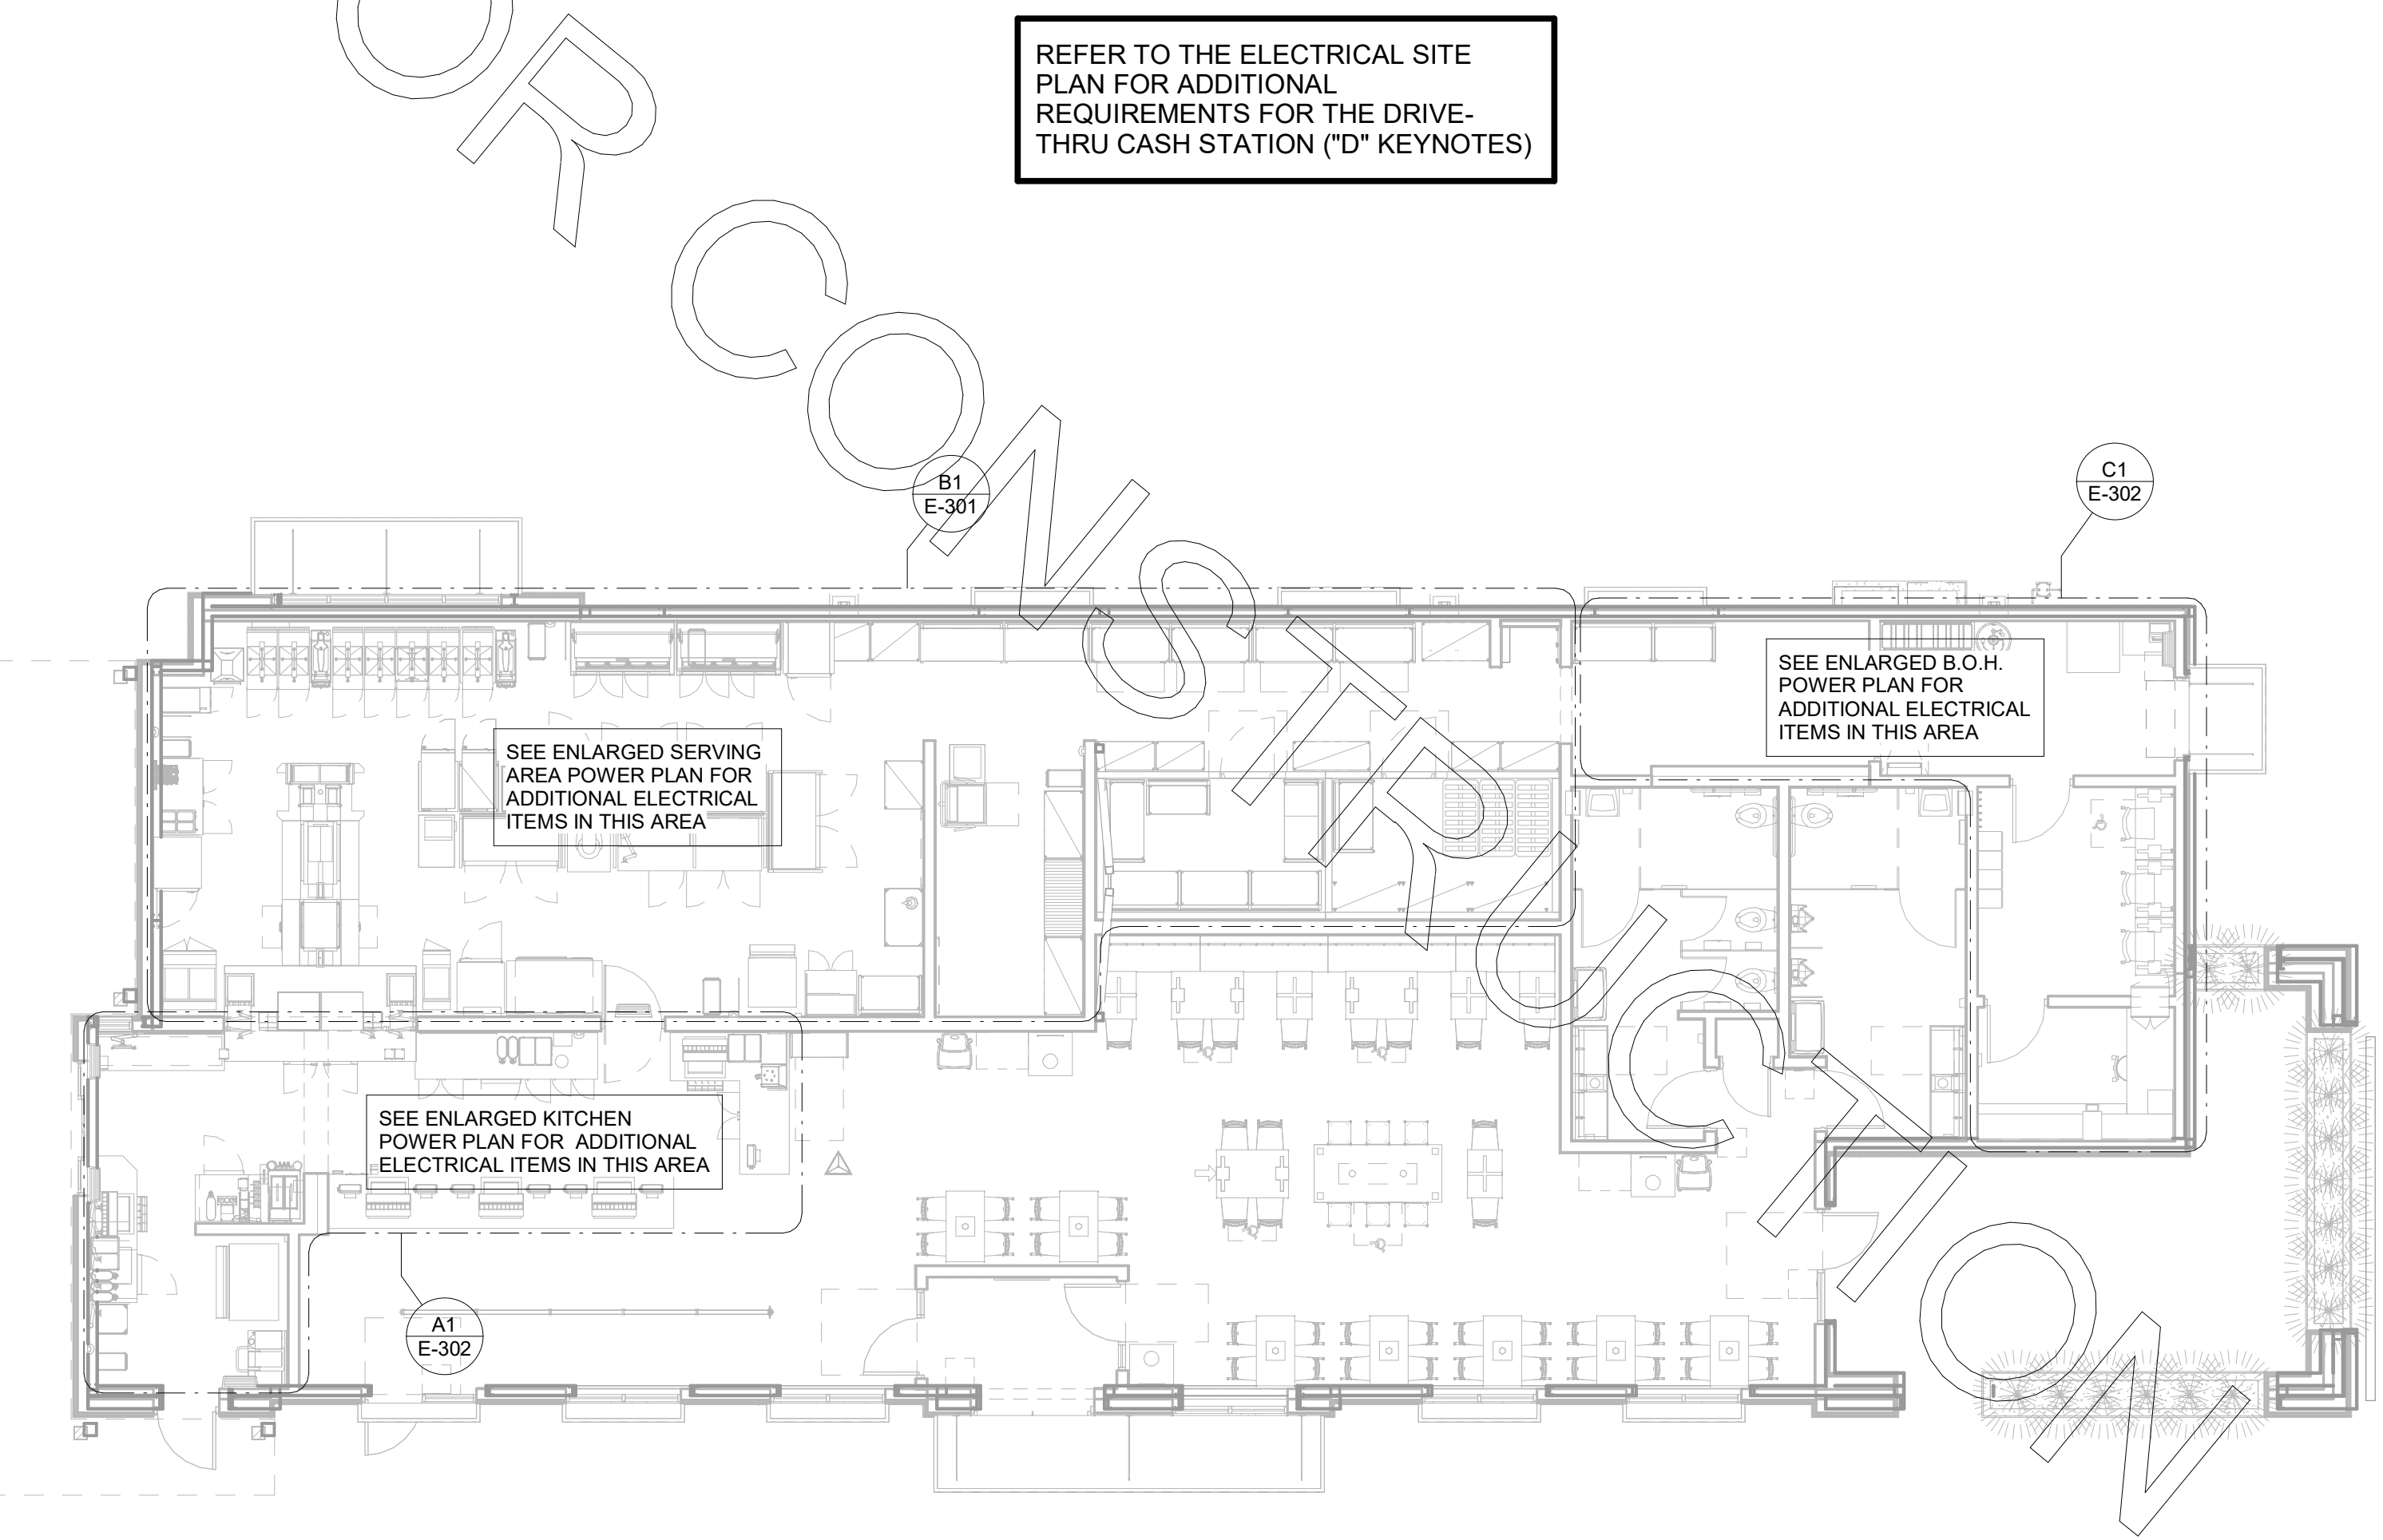 REFER TO THE ELECTRICAL SITE
PLAN FOR ADDITIONAL
REQUIREMENTS FOR THE DRIVE-
THRU CASH STATION ("D" KEYNOTES)
OR CONSTRUCTION
B1
E-301
C1
E-302
SEE ENLARGED B.O.H.
POWER PLAN FOR
ADDITIONAL ELECTRICAL
ITEMS IN THIS AREA
SEE ENLARGED SERVING
AREA POWER PLAN FOR
ADDITIONAL ELECTRICAL
ITEMS IN THIS AREA
SEE ENLARGED KITCHEN
POWER PLAN FOR  ADDITIONAL
ELECTRICAL ITEMS IN THIS AREA
A1
E-302